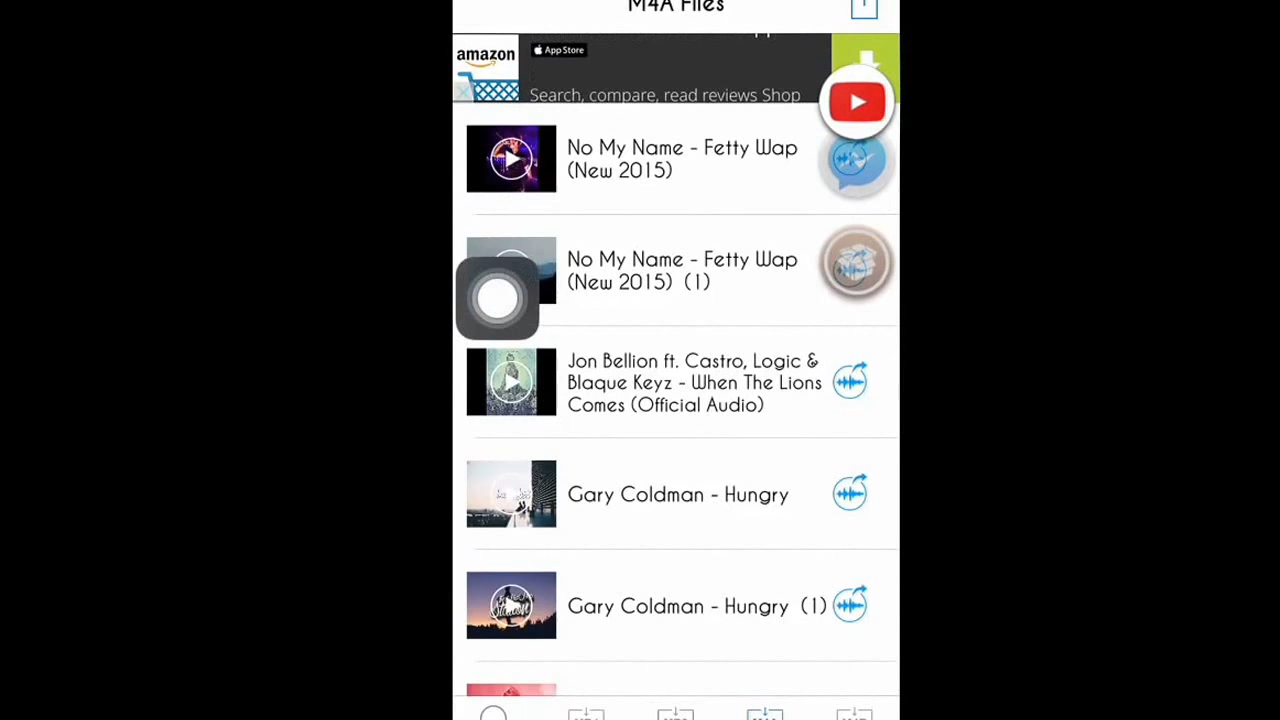 M4A Files
amazon
App Store
Search, compare, read reviews Shop
No My Name - Fetty Wap
(New 2015)
No My Name - Fetty Wap
(New 2015) (1)
Jon Bellion ft. Castro, Logic &
Blaque Keyz - When The Lions
Comes (Official Audio)
Gary Coldman - Hungry
Gary Coldman - Hungry (1)